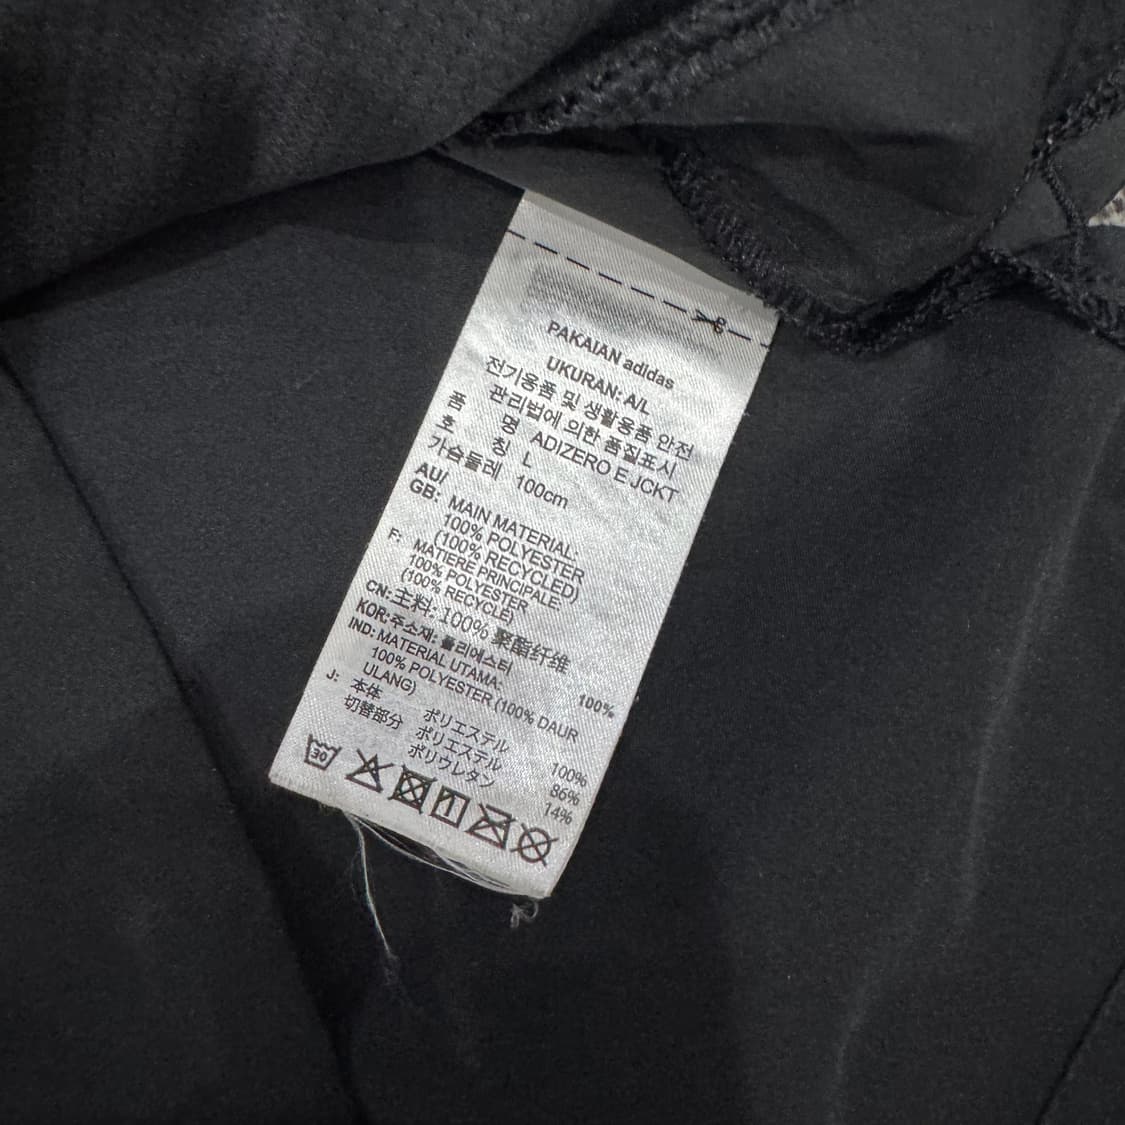 PAKAIAN adidas
UKURAN: A/L
전기용품 및 생활용품 안전
관리법에 의한 품질표시
품 명 ADIZERO E JCKT
호 칭 L
가슴둘레 100cm
AU/
GB: MAIN MATERIAL:
100% POLYESTER
(100% RECYCLED)
F: MATIERE PRINCIPALE:
100% POLYESTER
(100% RECYCLE)
CN: 主料: 100% 聚酯纤维
KOR: 주소재: 폴리에스터 100%
IND: MATERIAL UTAMA:
100% POLYESTER (100% DAUR
ULANG)
J: 本体 ポリエステル 100%
切替部分 ポリエステル 86%
ポリウレタン 14%
30